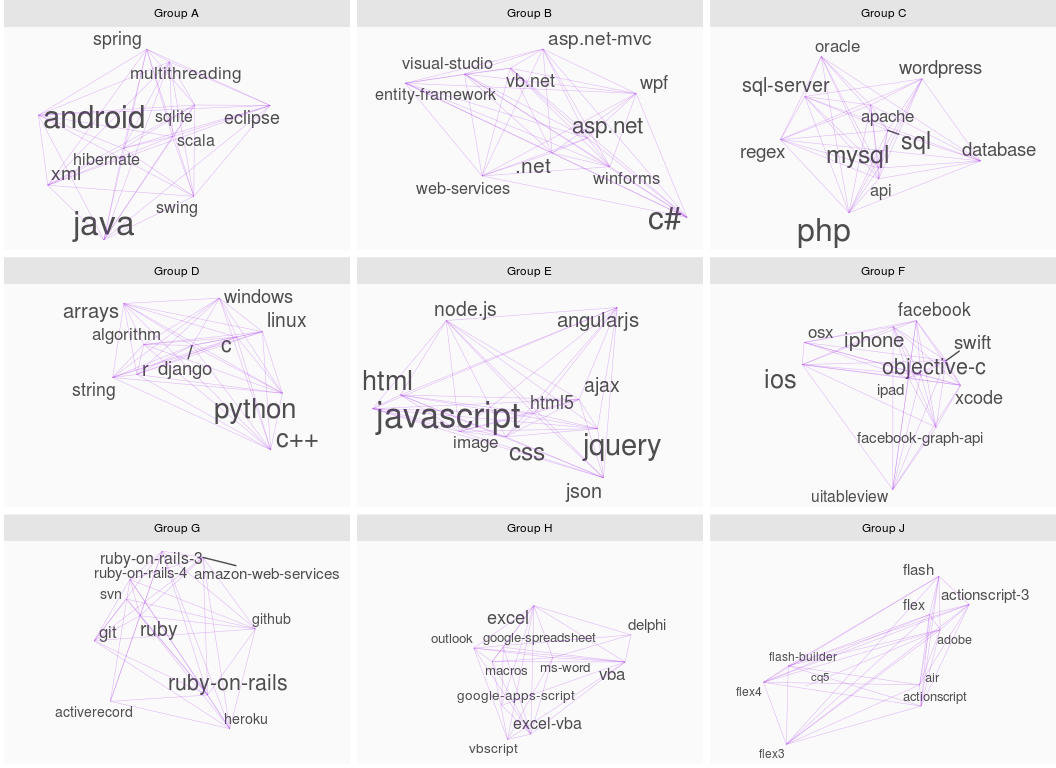 Group A
spring
multithreading
android
sqlite
eclipse
scala
hibernate
xml
swing
java
Group B
asp.net-mvc
visual-studio
vb.net
wpf
entity-framework
asp.net
.net
winforms
web-services
c#
Group C
oracle
wordpress
sql-server
apache
sql
regex
mysql
database
api
php
Group D
windows
arrays
linux
algorithm
c
r
django
string
python
c++
Group E
node.js
angularjs
html
ajax
html5
javascript
image
css
jquery
json
Group F
facebook
osx
iphone
swift
objective-c
ios
ipad
xcode
facebook-graph-api
uitableview
Group G
ruby-on-rails-3
ruby-on-rails-4
amazon-web-services
svn
github
git
ruby
ruby-on-rails
activerecord
heroku
Group H
excel
delphi
outlook
google-spreadsheet
macros
ms-word
vba
google-apps-script
excel-vba
vbscript
Group J
flash
actionscript-3
flex
adobe
flash-builder
cq5
air
flex4
actionscript
flex3